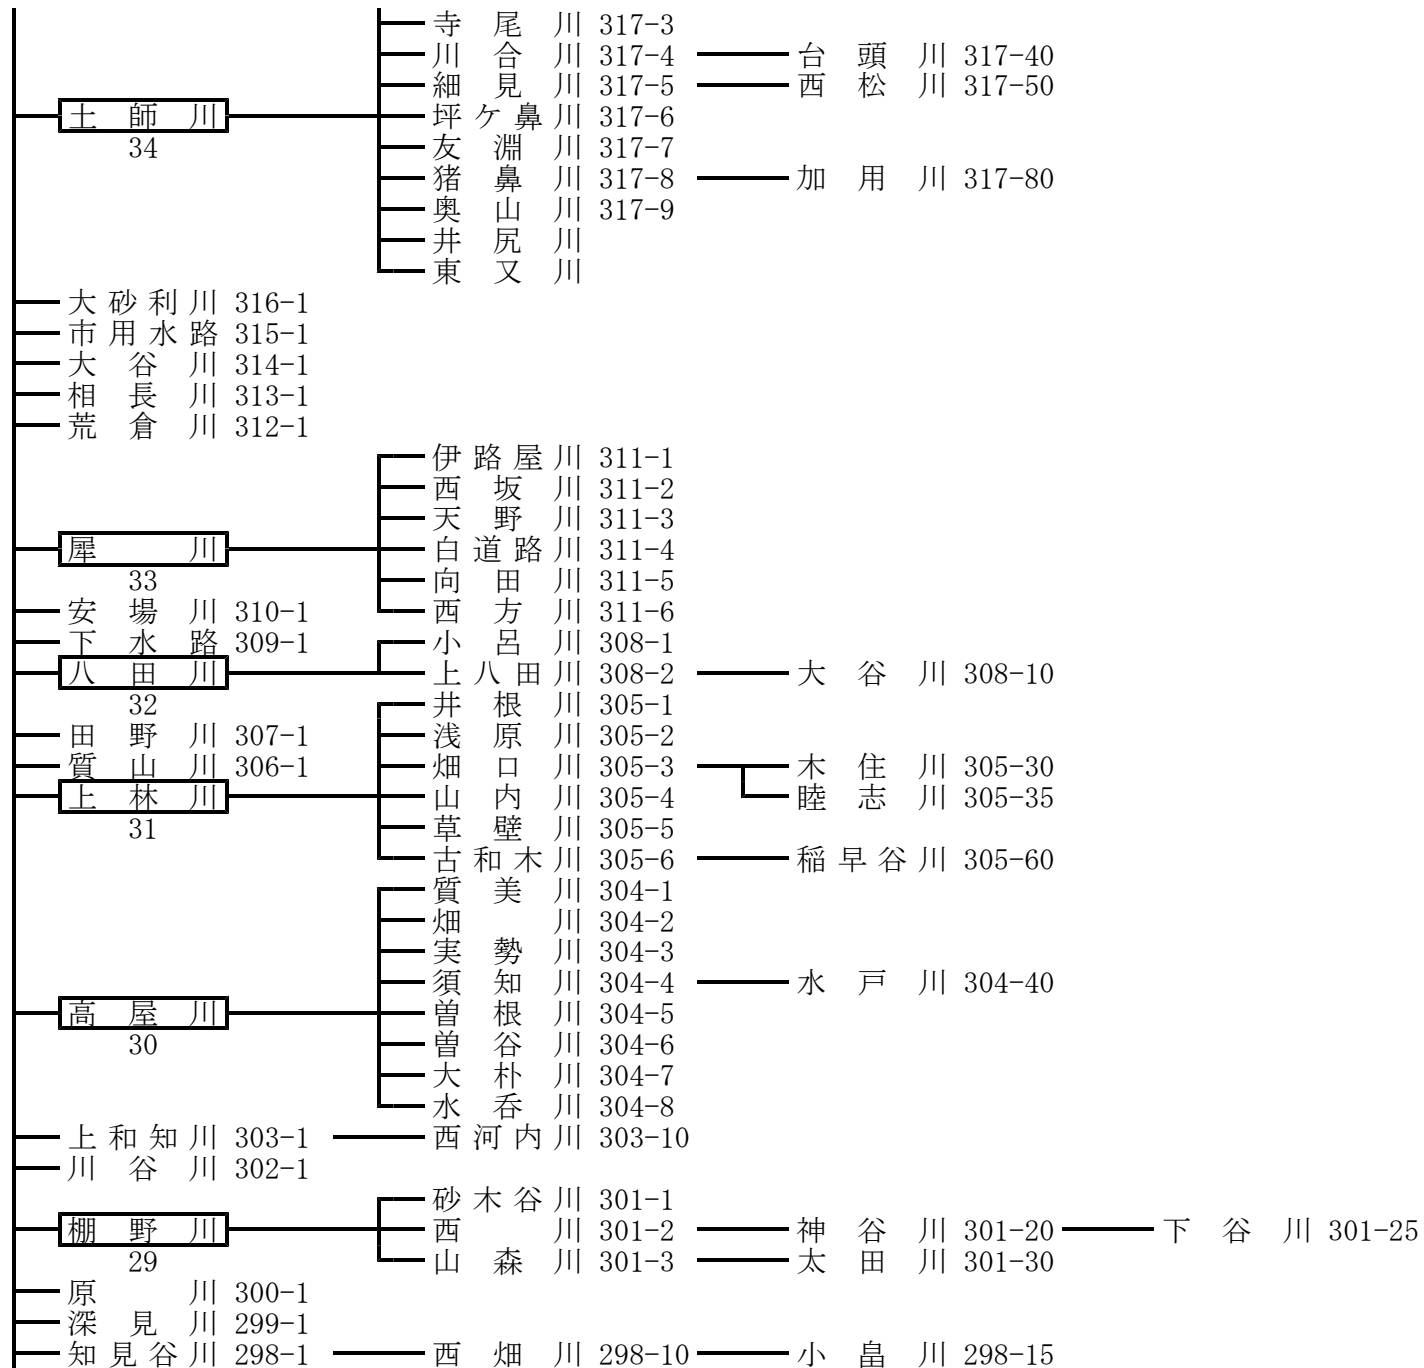 寺尾川 317-3
川合川 317-4 台頭川 317-40
細見川 317-5 西松川 317-50
土師川 坪ケ鼻川 317-6
34 友淵川 317-7
猪鼻川 317-8 加用川 317-80
奥山川 317-9
井尻川
東又川
大砂利川 316-1
市用水路 315-1
大谷川 314-1
相長川 313-1
荒倉川 312-1
伊路屋川 311-1
西坂川 311-2
天野川 311-3
犀川 白道路川 311-4
33 向田川 311-5
安場川 310-1 西方川 311-6
下水路 309-1 小呂川 308-1
八田川 上八田川 308-2 大谷川 308-10
32 井根川 305-1
田野川 307-1 浅原川 305-2
質山川 306-1 畑口川 305-3 木住川 305-30
上林川 山内川 305-4 睦志川 305-35
31 草壁川 305-5
古和木川 305-6 稲早谷川 305-60
質美川 304-1
畑川 304-2
実勢川 304-3
須知川 304-4 水戸川 304-40
高屋川 曽根川 304-5
30 曽谷川 304-6
大朴川 304-7
水呑川 304-8
上和知川 303-1 西河内川 303-10
川谷川 302-1
砂木谷川 301-1
棚野川 西川 301-2 神谷川 301-20 下谷川 301-25
29 山森川 301-3 太田川 301-30
原川 300-1
深見川 299-1
知見谷川 298-1 西畑川 298-10 小畠川 298-15